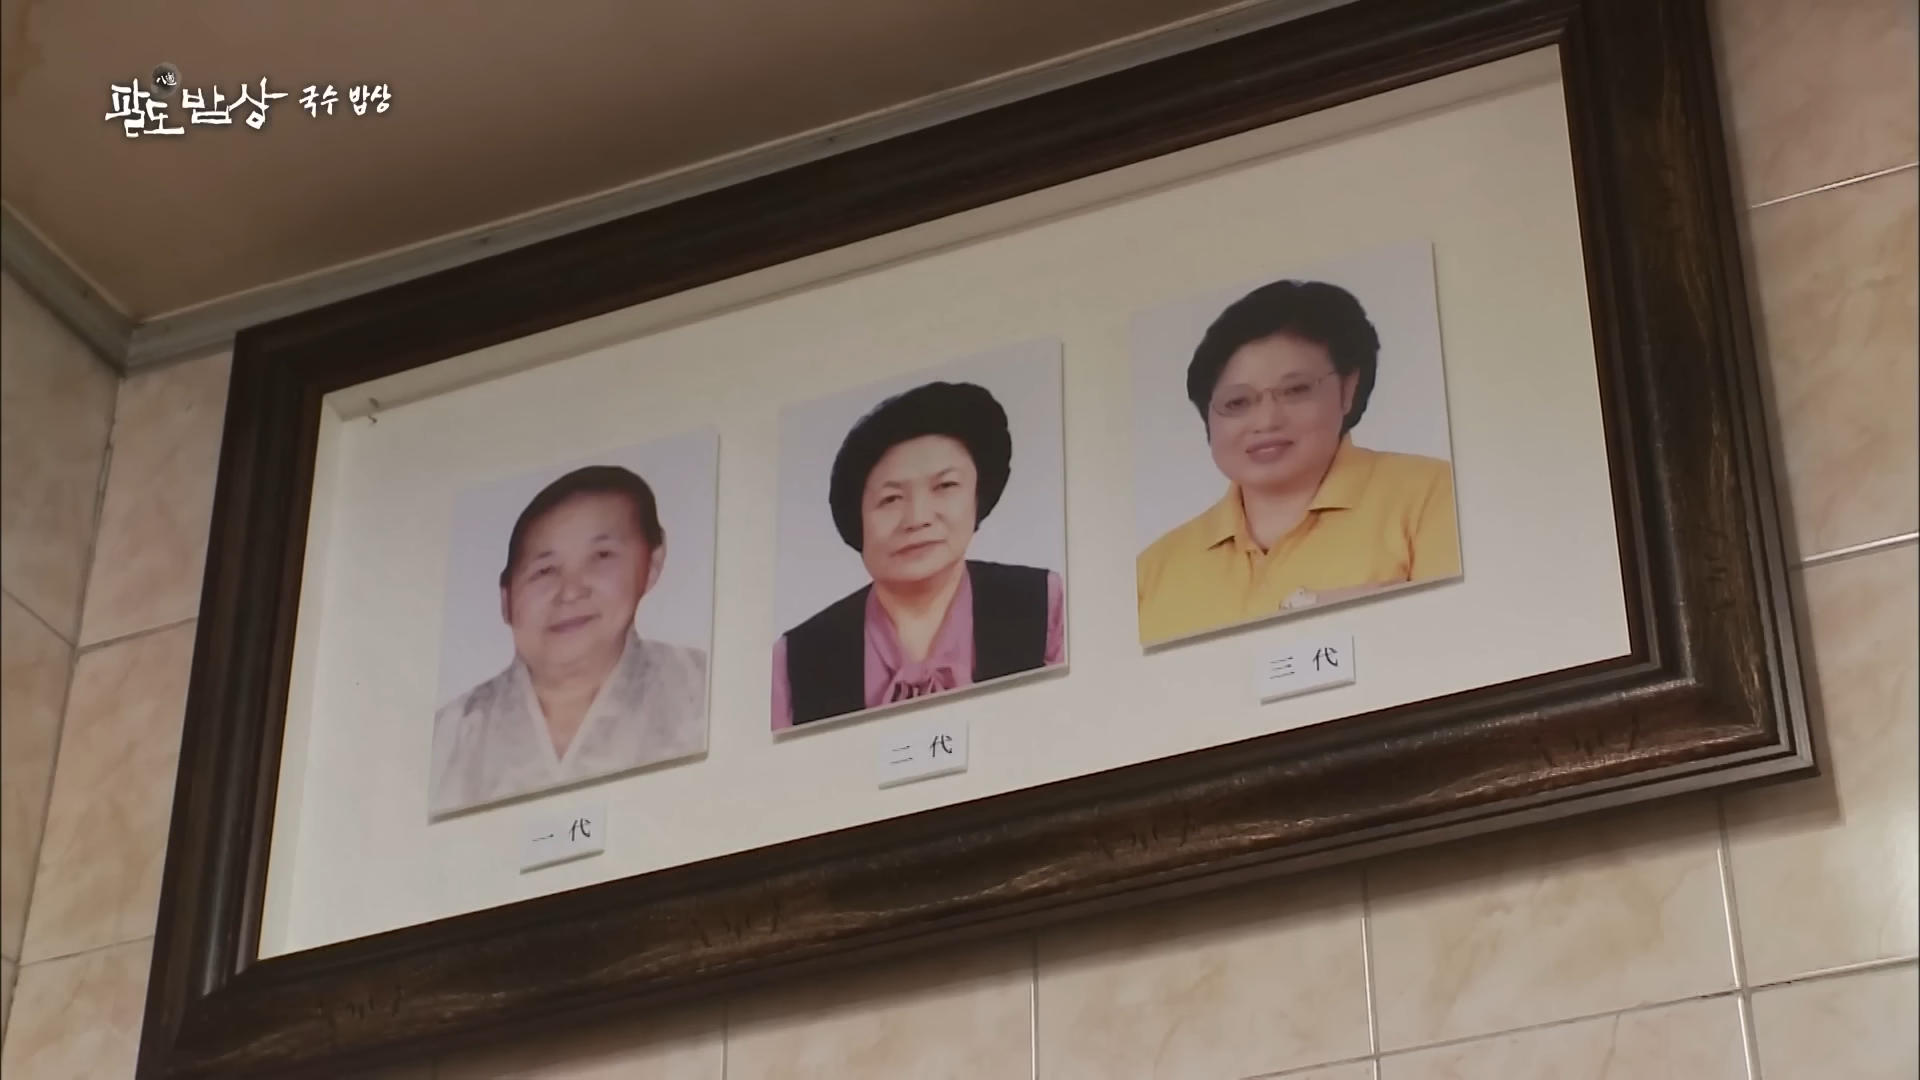 팔도밥상 국수 밥상
一代
二代
三代